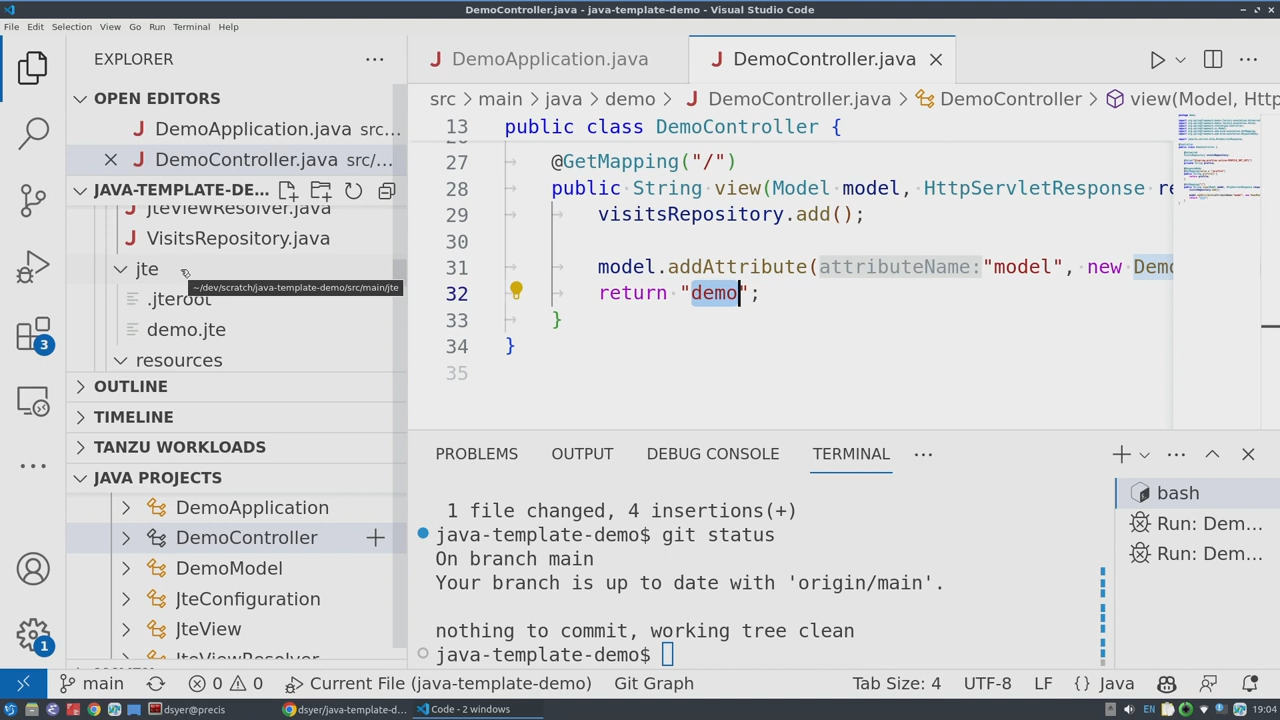 DemoController.java - java-template-demo - Visual Studio Code
File Edit Selection View Go Run Terminal Help
EXPLORER
OPEN EDITORS
DemoApplication.java src...
DemoController.java src/...
JAVA-TEMPLATE-DE...
JteViewResolver.java
VisitsRepository.java
jte
~/dev/scratch/java-template-demo/src/main/jte
.jteroot
demo.jte
resources
OUTLINE
TIMELINE
TANZU WORKLOADS
JAVA PROJECTS
DemoApplication
DemoController
DemoModel
JteConfiguration
JteView
JteViewResolver
3
1
DemoApplication.java
DemoController.java
src > main > java > demo > DemoController.java > DemoController > view(Model, Http
13 public class DemoController {
27 @GetMapping("/")
28 public String view(Model model, HttpServletResponse re
29 visitsRepository.add();
30
31 model.addAttribute(attributeName:"model", new Demo
32 return "demo";
33 }
34 }
35
PROBLEMS OUTPUT DEBUG CONSOLE TERMINAL
1 file changed, 4 insertions(+)
java-template-demo$ git status
On branch main
Your branch is up to date with 'origin/main'.
nothing to commit, working tree clean
java-template-demo$
bash
Run: Dem...
Run: Dem...
main 0 0 Current File (java-template-demo) Git Graph Tab Size: 4 UTF-8 LF {} Java
dsyer@precis dsyer/java-template-d... Code - 2 windows EN 19:04